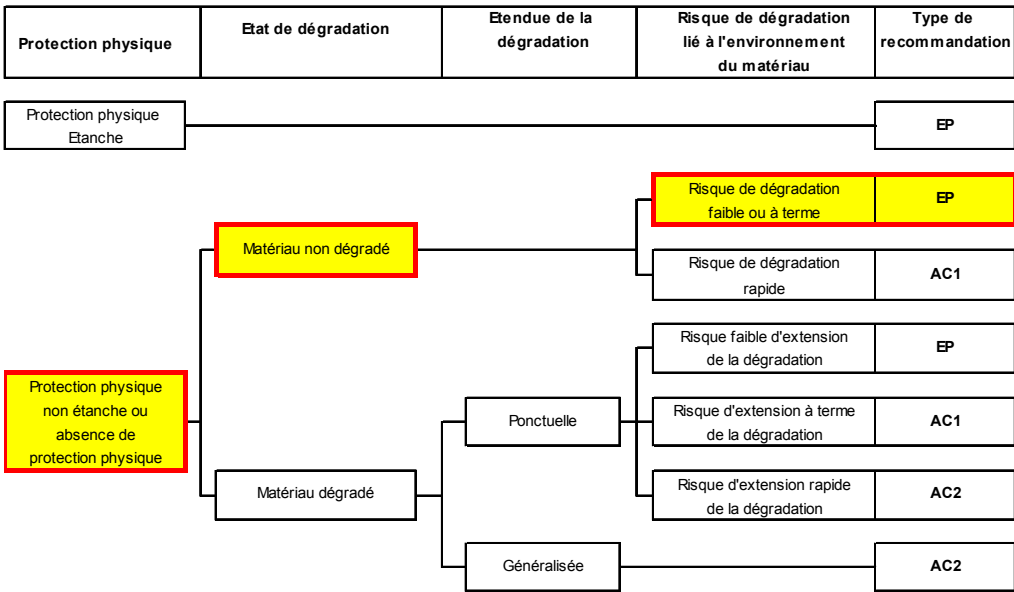 Protection physique
Etat de dégradation
Etendue de la
dégradation
Risque de dégradation
lié à l'environnement
du matériau
Type de
recommandation
Protection physique
Etanche
EP
Risque de dégradation
faible ou à terme
EP
Matériau non dégradé
Risque de dégradation
rapide
AC1
Risque faible d'extension
de la dégradation
EP
Protection physique
non étanche ou
absence de
protection physique
Ponctuelle
Risque d'extension à terme
de la dégradation
AC1
Matériau dégradé
Risque d'extension rapide
de la dégradation
AC2
Généralisée
AC2